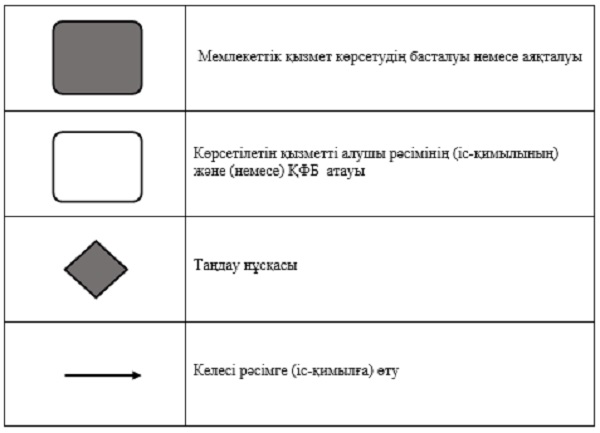 Мемлекеттік қызмет көрсетудің басталуы немесе аяқталуы
Көрсетілетін қызметті алушы рәсімінің (іс-қимылының)
және (немесе) ҚФБ атауы
Таңдау нұсқасы
Келесі рәсімге (іс-қимылға) өту